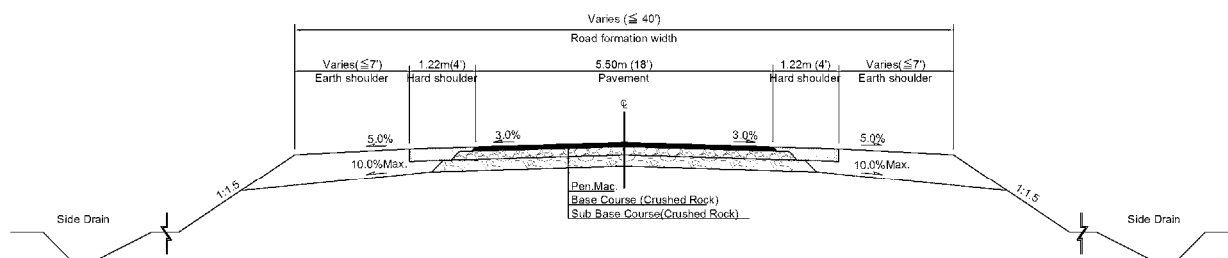 Varies (≦ 40')
Road formation width
Varies(≦7') 1.22m(4') 5.50m (18') 1.22m (4') Varies(≦7')
Earth shoulder Hard shoulder Pavement Hard shoulder Earth shoulder
℄
5.0% 3.0% 3.0% 5.0%
10.0%Max. 10.0%Max.
1:1.5 1:1.5
Pen.Mac.
Base Course (Crushed Rock)
Sub Base Course(Crushed Rock)
Side Drain Side Drain